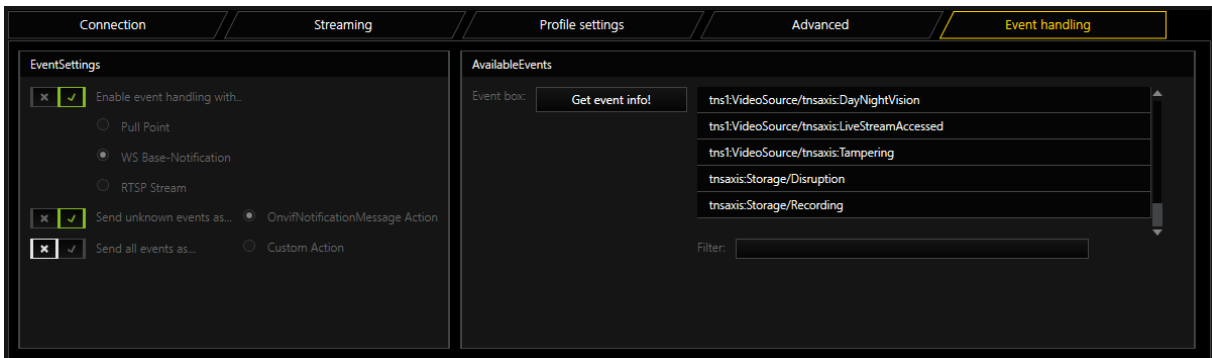 Connection Streaming Profile settings Advanced Event handling
EventSettings
Enable event handling with..
Pull Point
WS Base-Notification
RTSP Stream
Send unknown events as... OnvifNotificationMessage Action
Send all events as... Custom Action
AvailableEvents
Event box: Get event info!
tns1:VideoSource/tnsaxis:DayNightVision
tns1:VideoSource/tnsaxis:LiveStreamAccessed
tns1:VideoSource/tnsaxis:Tampering
tnsaxis:Storage/Disruption
tnsaxis:Storage/Recording
Filter: